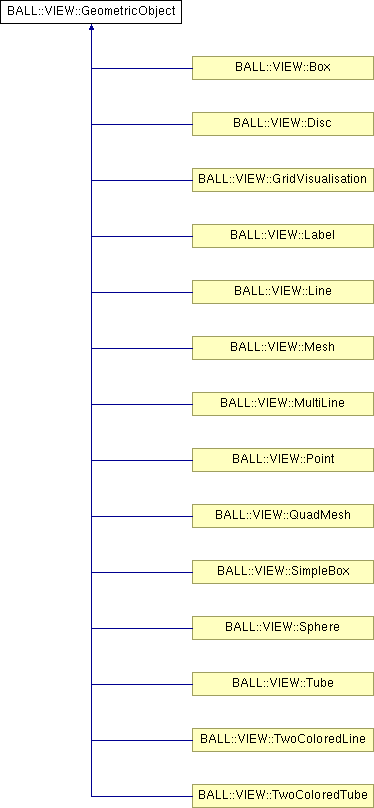 BALL::VIEW::GeometricObject
BALL::VIEW::Box
BALL::VIEW::Disc
BALL::VIEW::GridVisualisation
BALL::VIEW::Label
BALL::VIEW::Line
BALL::VIEW::Mesh
BALL::VIEW::MultiLine
BALL::VIEW::Point
BALL::VIEW::QuadMesh
BALL::VIEW::SimpleBox
BALL::VIEW::Sphere
BALL::VIEW::Tube
BALL::VIEW::TwoColoredLine
BALL::VIEW::TwoColoredTube